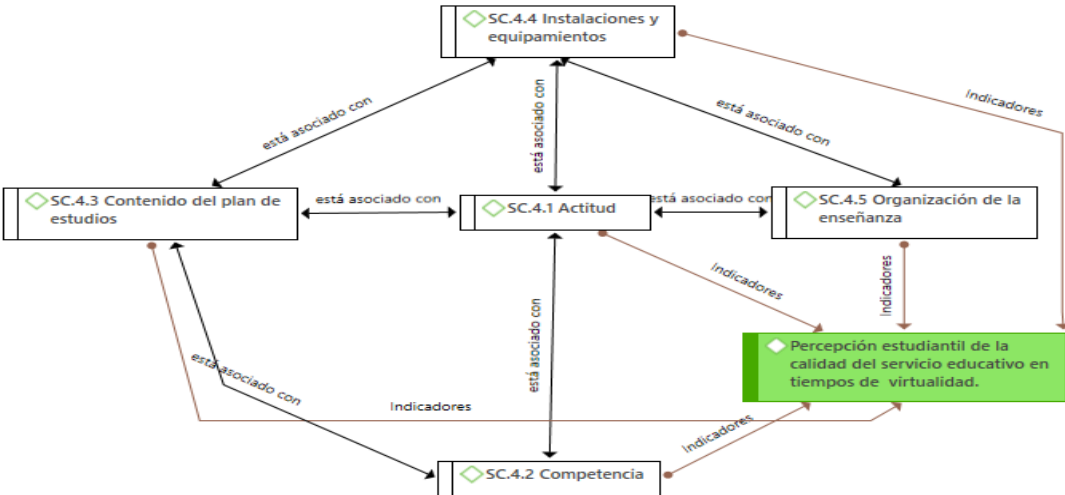 SC.4.4 Instalaciones y
equipamientos
Indicadores
está asociado con
está asociado con
está asociado con
SC.4.3 Contenido del plan de
estudios
está asociado con
SC.4.1 Actitud
está asociado con
SC.4.5 Organización de la
enseñanza
Indicadores
Indicadores
Percepción estudiantil de la
calidad del servicio educativo en
tiempos de virtualidad.
está asociado con
está asociado con
Indicadores
Indicadores
SC.4.2 Competencia